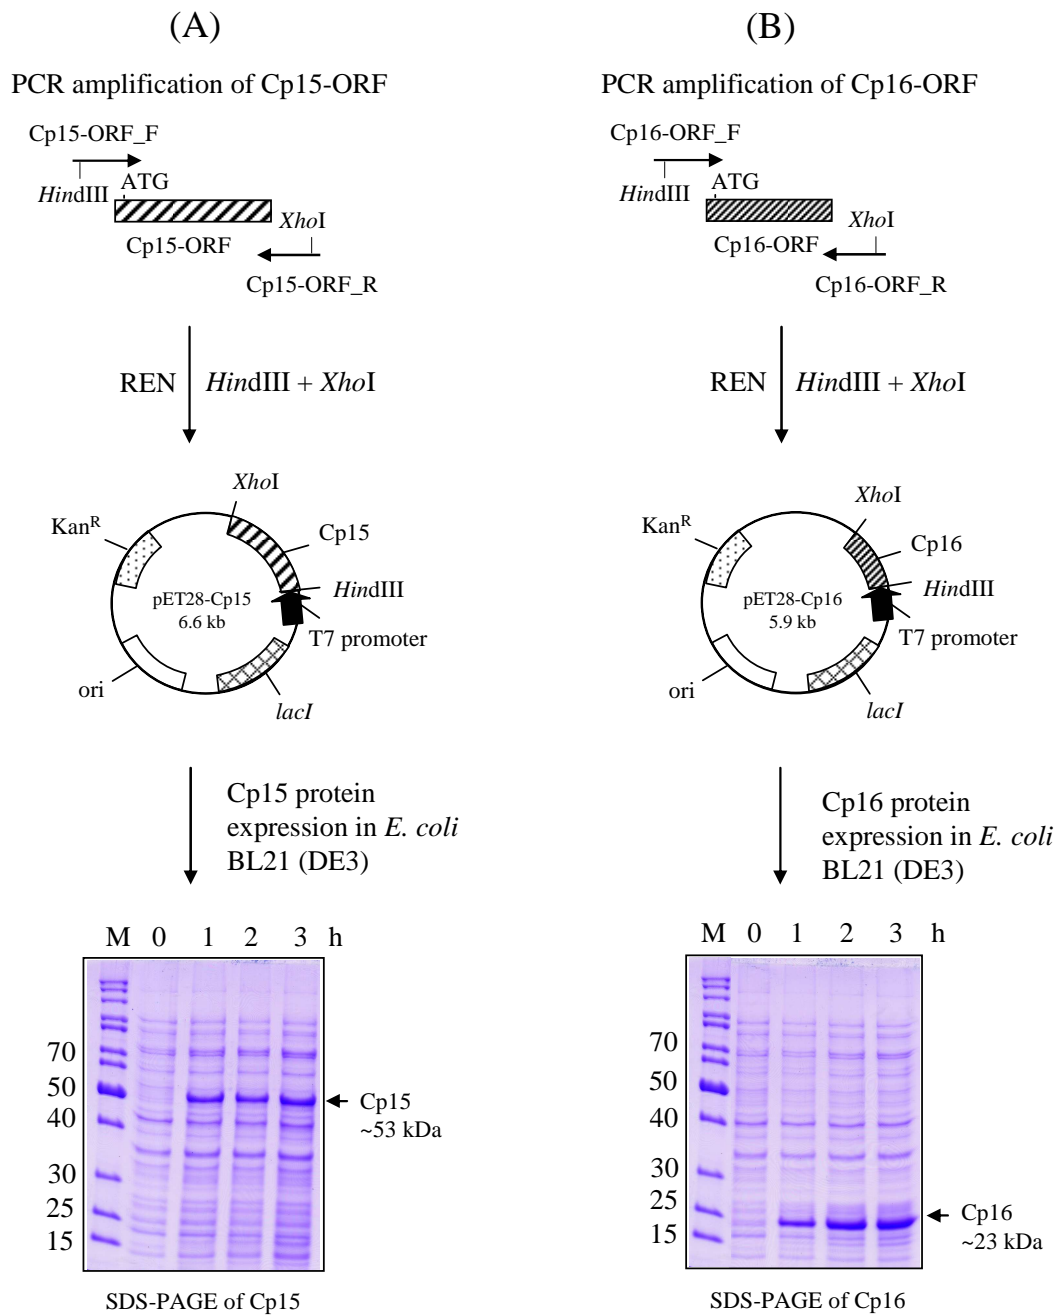 (A)
PCR amplification of Cp15-ORF
Cp15-ORF_F
HindIII
ATG
XhoI
Cp15-ORF
Cp15-ORF_R
REN
HindIII + XhoI
XhoI
KanR
Cp15
pET28-Cp15
6.6 kb
HindIII
T7 promoter
ori
lacI
Cp15 protein
expression in E. coli
BL21 (DE3)
M 0 1 2 3 h
70
50
40
30
25
15
Cp15
~53 kDa
SDS-PAGE of Cp15
(B)
PCR amplification of Cp16-ORF
Cp16-ORF_F
HindIII
ATG
XhoI
Cp16-ORF
Cp16-ORF_R
REN
HindIII + XhoI
XhoI
KanR
Cp16
pET28-Cp16
5.9 kb
HindIII
T7 promoter
ori
lacI
Cp16 protein
expression in E. coli
BL21 (DE3)
M 0 1 2 3 h
70
50
40
30
25
15
Cp16
~23 kDa
SDS-PAGE of Cp16